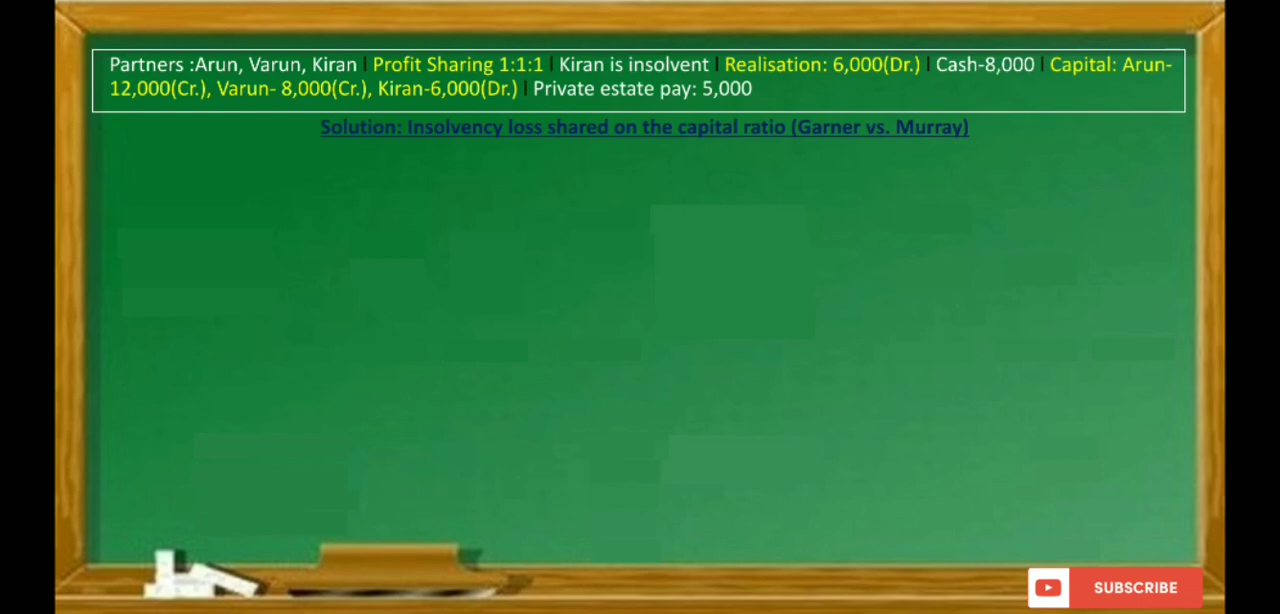 Partners :Arun, Varun, Kiran | Profit Sharing 1:1:1 | Kiran is insolvent | Realisation: 6,000(Dr.) | Cash-8,000 | Capital: Arun-
12,000(Cr.), Varun- 8,000(Cr.), Kiran-6,000(Dr.) | Private estate pay: 5,000
Solution: Insolvency loss shared on the capital ratio (Garner vs. Murray)
SUBSCRIBE